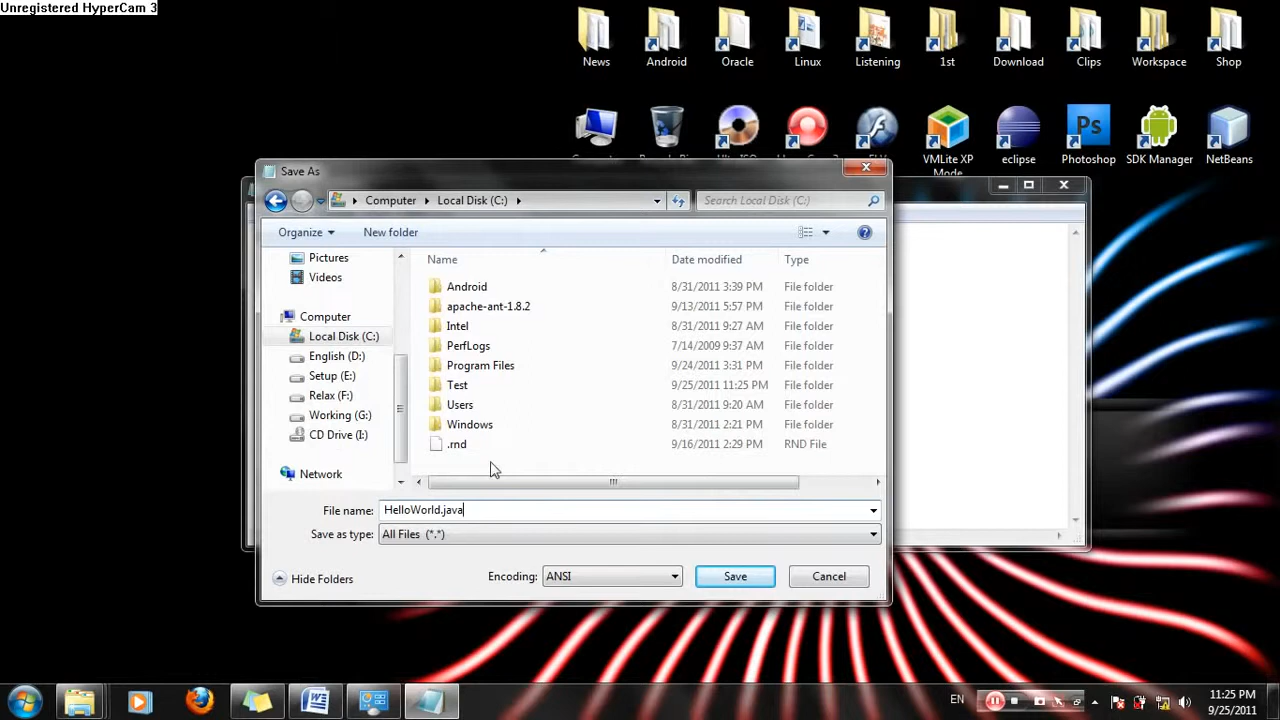 Unregistered HyperCam 3
News Android Oracle Linux Listening 1st Download Clips Workspace Shop
VMLite XP Mode eclipse Photoshop SDK Manager NetBeans
Save As
Computer Local Disk (C:) Search Local Disk (C:)
Organize New folder
Name Date modified Type
Pictures
Videos
Computer
Local Disk (C:)
English (D:)
Setup (E:)
Relax (F:)
Working (G:)
CD Drive (I:)
Network
Android 8/31/2011 3:39 PM File folder
apache-ant-1.8.2 9/13/2011 5:57 PM File folder
Intel 8/31/2011 9:27 AM File folder
PerfLogs 7/14/2009 9:37 AM File folder
Program Files 9/24/2011 3:31 PM File folder
Test 9/25/2011 11:25 PM File folder
Users 8/31/2011 9:20 AM File folder
Windows 8/31/2011 2:21 PM File folder
.rnd 9/16/2011 2:29 PM RND File
File name: HelloWorld.java
Save as type: All Files (*.*)
Hide Folders Encoding: ANSI Save Cancel
EN 11:25 PM
9/25/2011